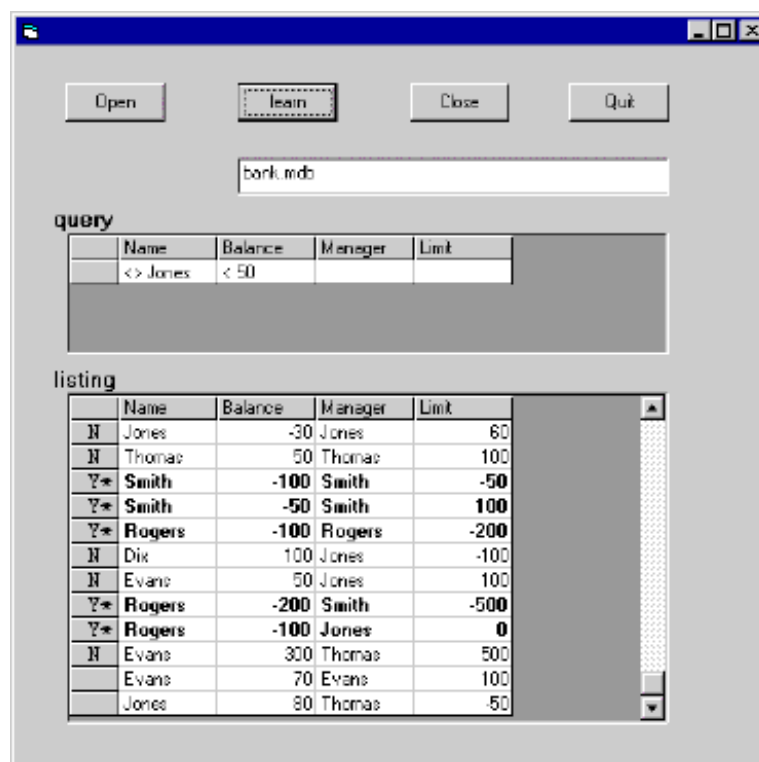 Open learn Close Quit
bank.mdb
query
Name Balance Manager Limit
<> Jones < 50
listing
Name Balance Manager Limit
N Jones -30 Jones 60
N Thomas 50 Thomas 100
Y* Smith -100 Smith -50
Y* Smith -50 Smith 100
Y* Rogers -100 Rogers -200
N Dix 100 Jones -100
N Evans 50 Jones 100
Y* Rogers -200 Smith -500
Y* Rogers -100 Jones 0
N Evans 300 Thomas 500
Evans 70 Evans 100
Jones 80 Thomas -50